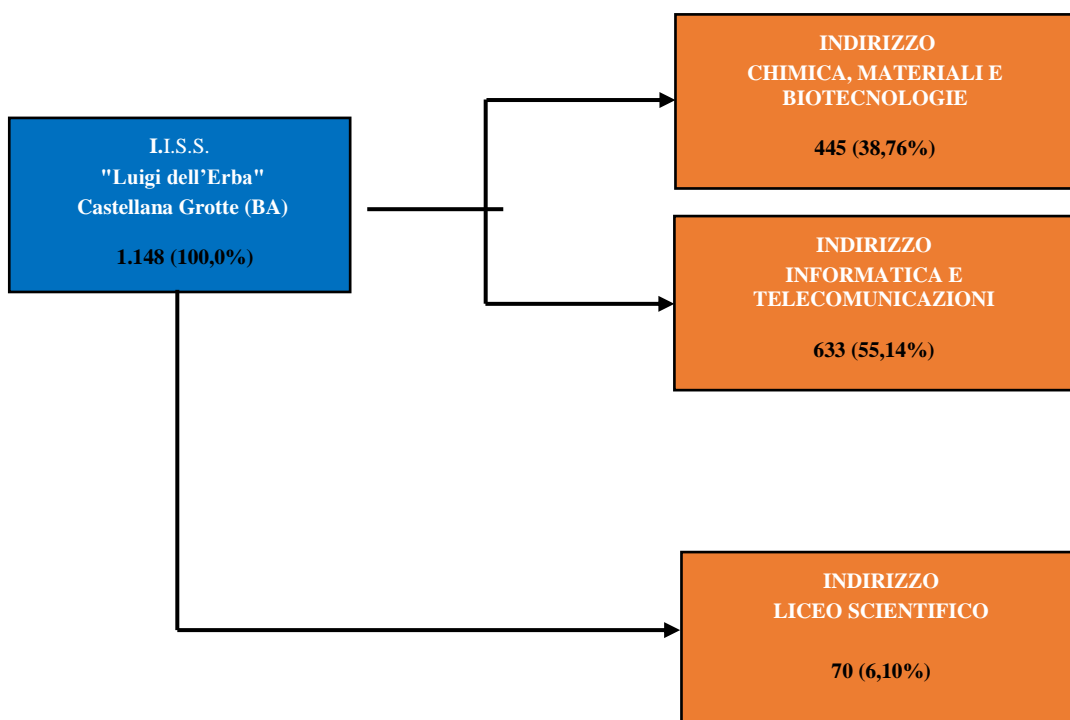 I.I.S.S.
"Luigi dell’Erba"
Castellana Grotte (BA)
1.148 (100,0%)
INDIRIZZO
CHIMICA, MATERIALI E
BIOTECNOLOGIE
445 (38,76%)
INDIRIZZO
INFORMATICA E
TELECOMUNICAZIONI
633 (55,14%)
INDIRIZZO
LICEO SCIENTIFICO
70 (6,10%)